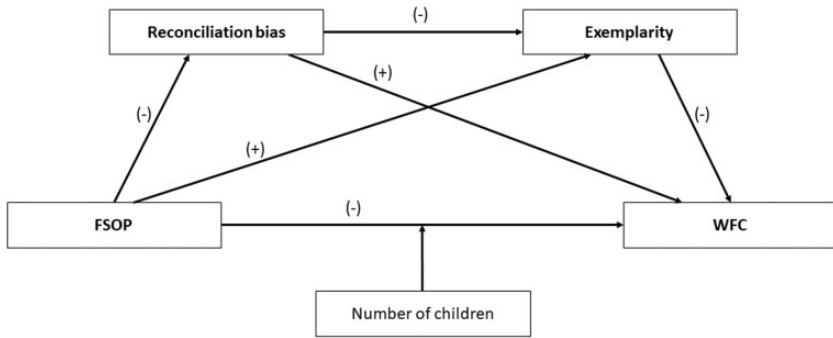 Reconciliation bias
(-)
Exemplarity
(+)
(-)
(-)
(+)
FSOP
(-)
WFC
Number of children